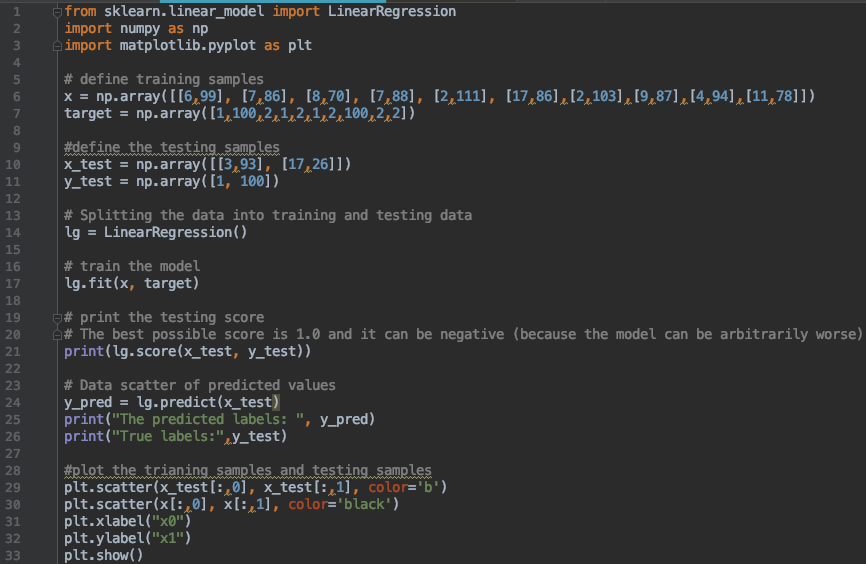 1 from sklearn.linear_model import LinearRegression
2 import numpy as np
3 import matplotlib.pyplot as plt
4
5 # define training samples
6 x = np.array([[6,99], [7,86], [8,70], [7,88], [2,111], [17,86],[2,103],[9,87],[4,94],[11,78]])
7 target = np.array([1,100,2,1,2,1,2,100,2,2])
8
9 #define the testing samples
10 x_test = np.array([[3,93], [17,26]])
11 y_test = np.array([1, 100])
12
13 # Splitting the data into training and testing data
14 lg = LinearRegression()
15
16 # train the model
17 lg.fit(x, target)
18
19 # print the testing score
20 # The best possible score is 1.0 and it can be negative (because the model can be arbitrarily worse)
21 print(lg.score(x_test, y_test))
22
23 # Data scatter of predicted values
24 y_pred = lg.predict(x_test)
25 print("The predicted labels: ", y_pred)
26 print("True labels:",y_test)
27
28 #plot the trianing samples and testing samples
29 plt.scatter(x_test[:,0], x_test[:,1], color='b')
30 plt.scatter(x[:,0], x[:,1], color='black')
31 plt.xlabel("x0")
32 plt.ylabel("x1")
33 plt.show()